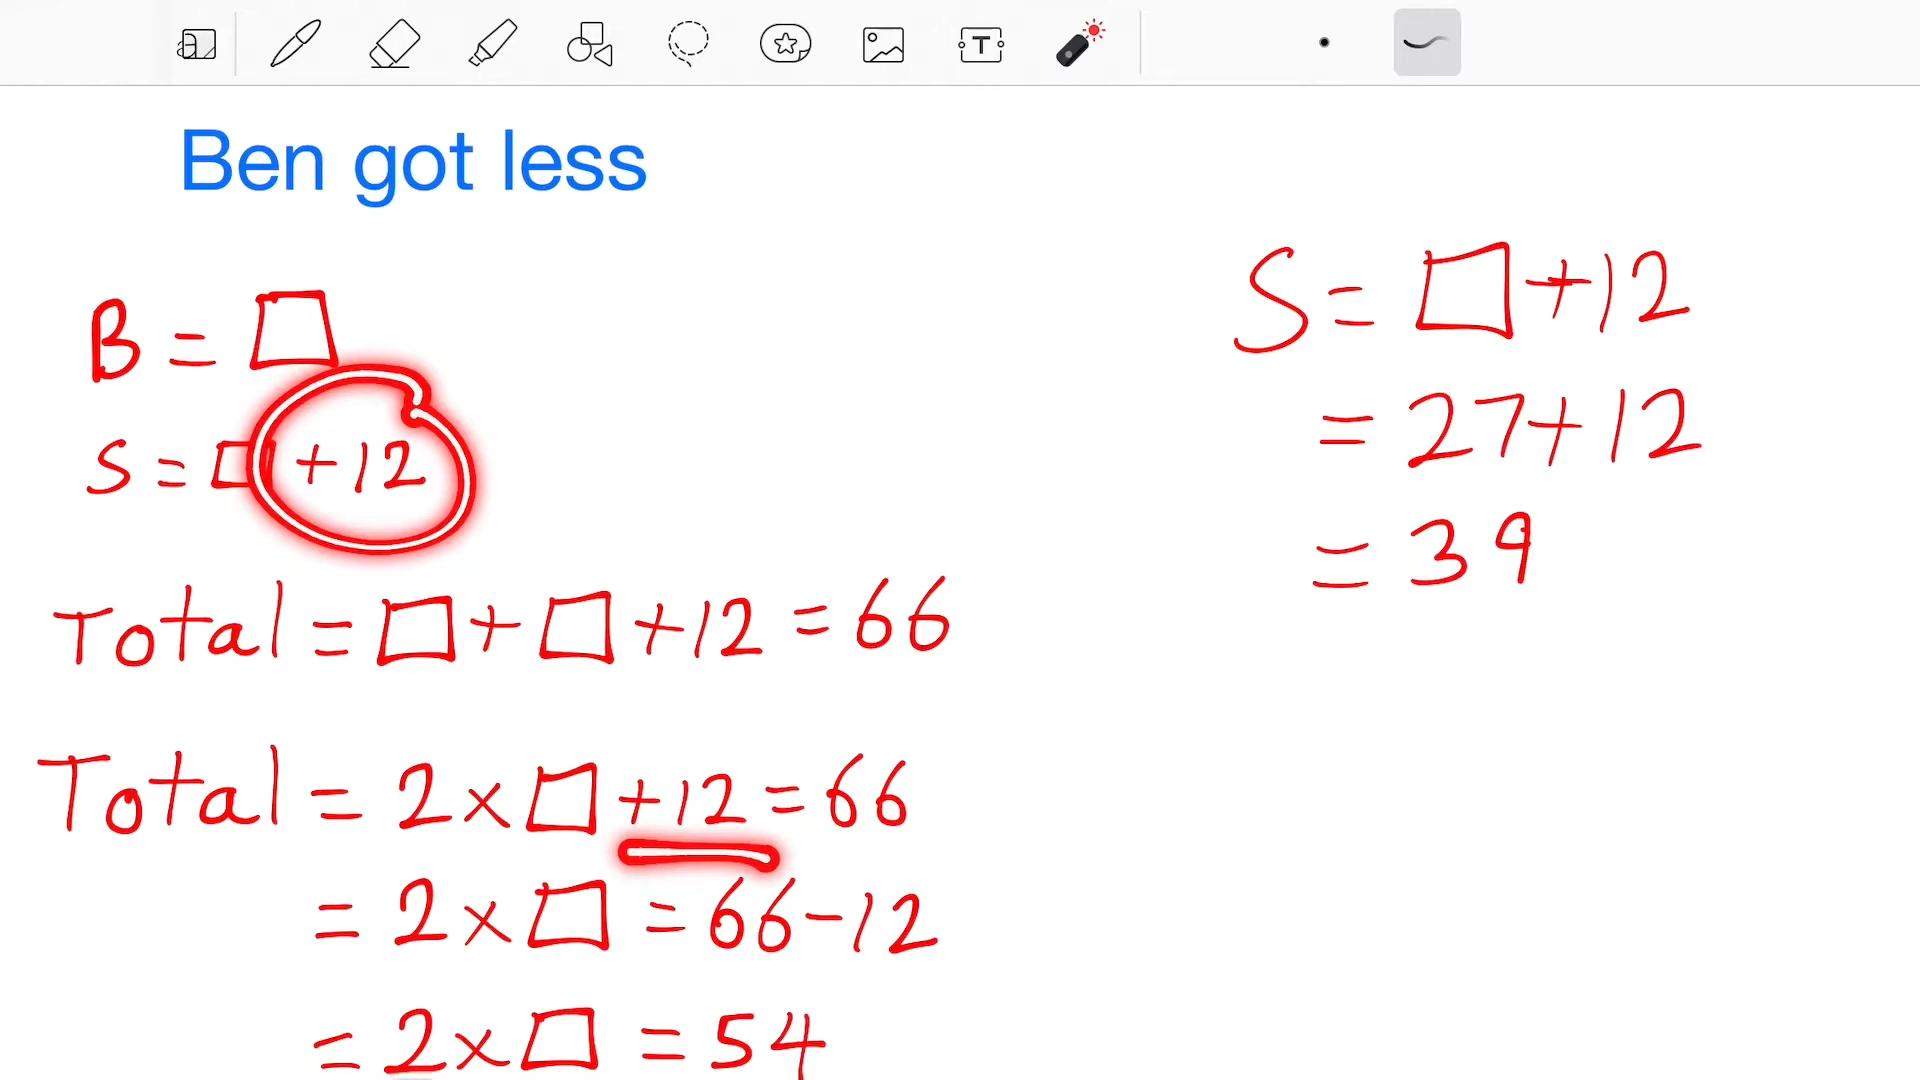 Ben got less
B = □
S = □ +12
Total = □ + □ +12 = 66
Total = 2 × □ +12 = 66
= 2 × □ = 66-12
= 2 × □ = 54
S = □ +12
= 27+12
= 39